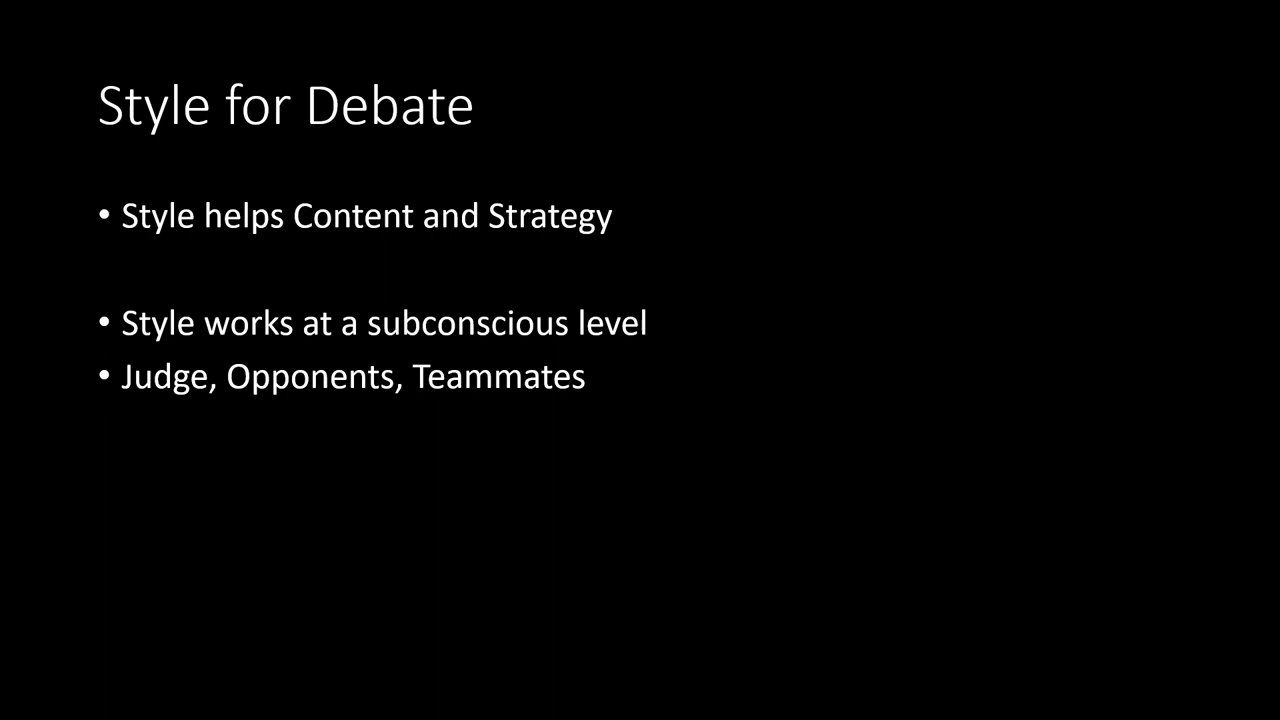 Style for Debate
• Style helps Content and Strategy
• Style works at a subconscious level
• Judge, Opponents, Teammates